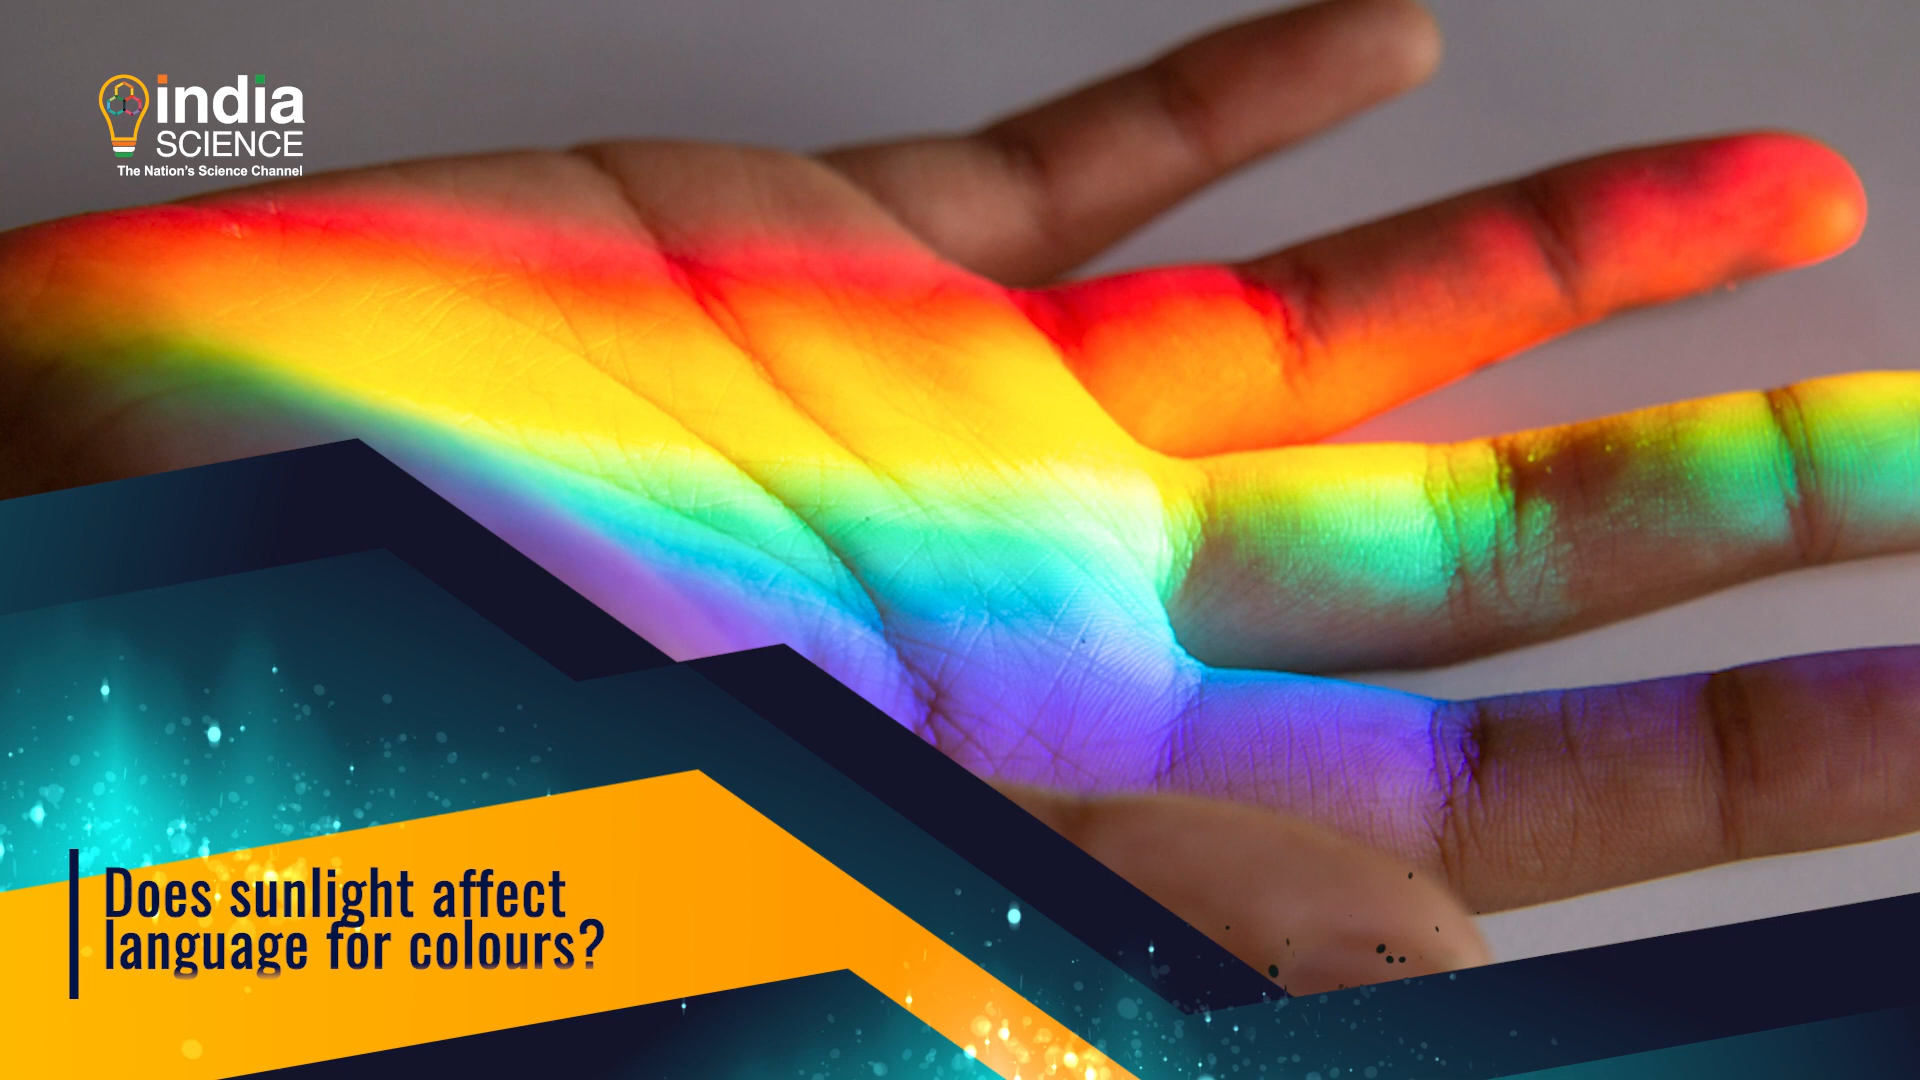 india
SCIENCE
The Nation's Science Channel
Does sunlight affect
language for colours?